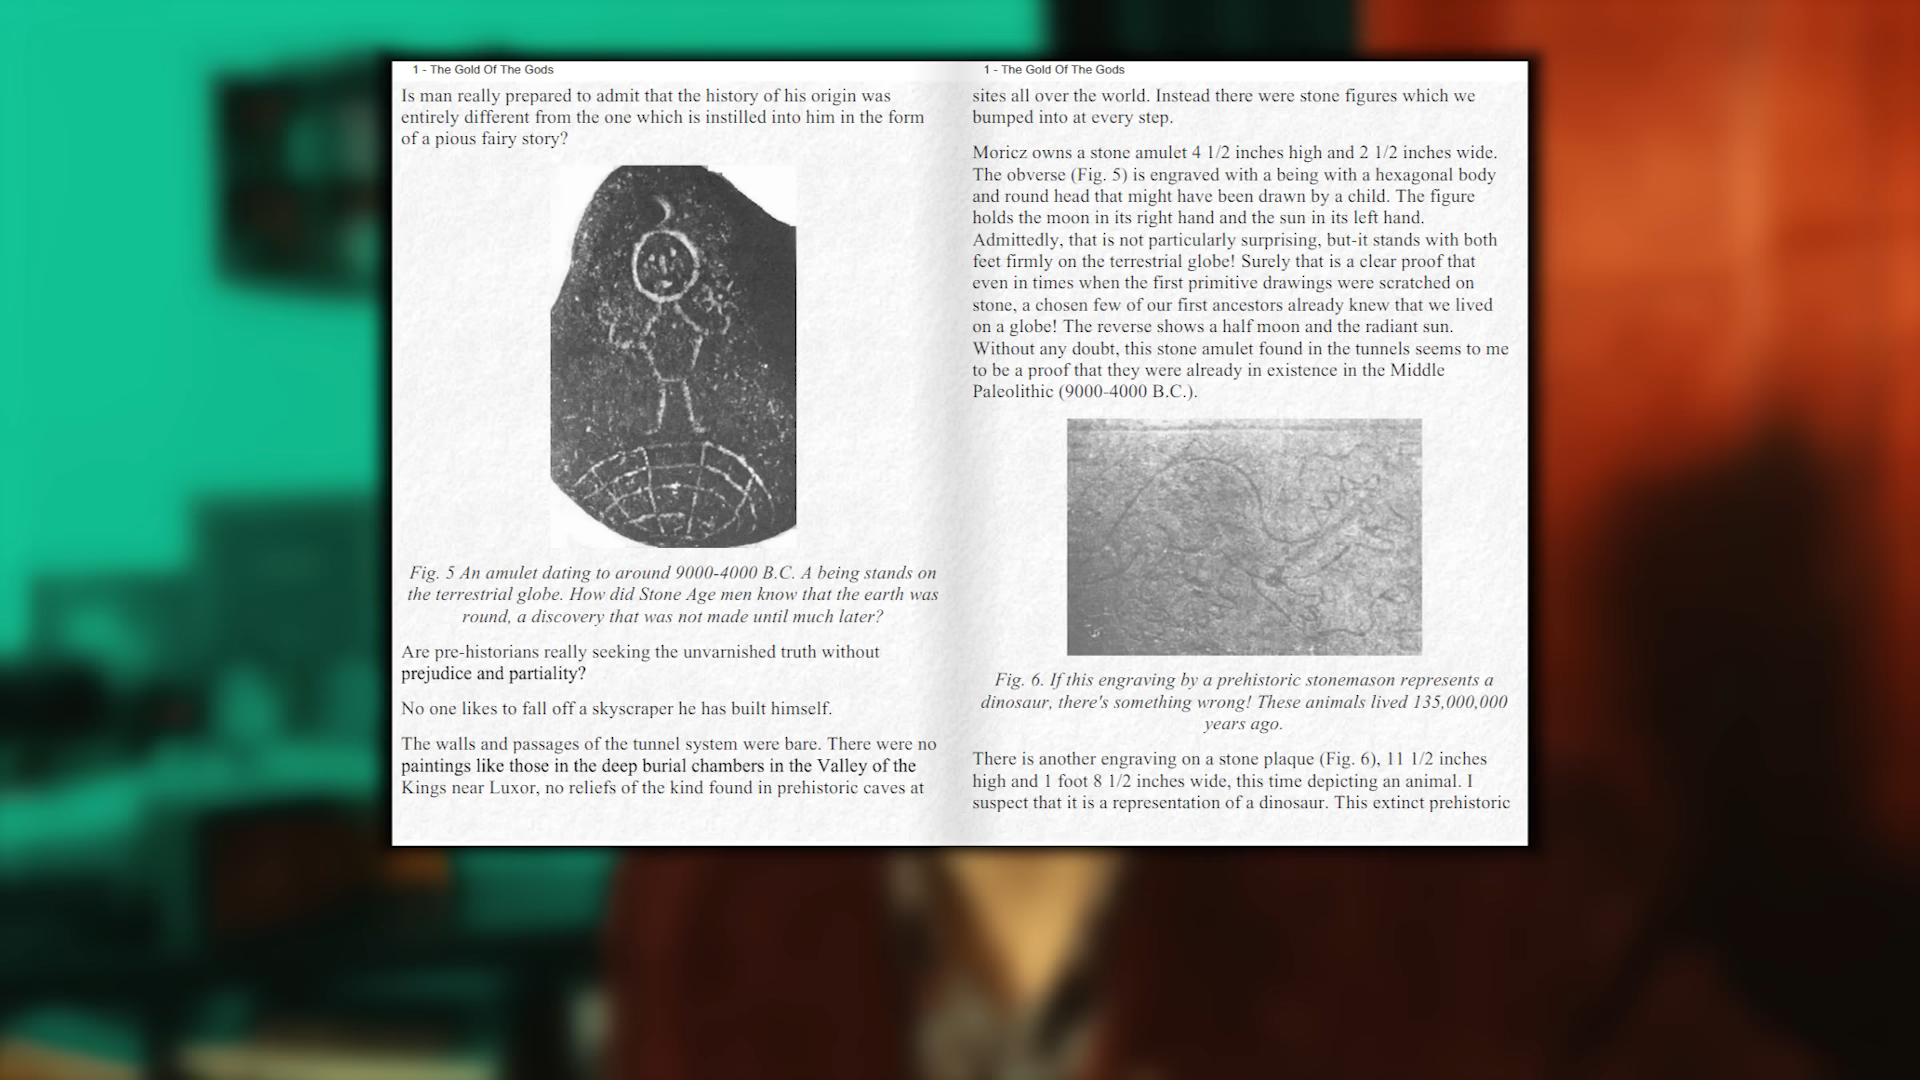 1 - The Gold Of The Gods
Is man really prepared to admit that the history of his origin was
entirely different from the one which is instilled into him in the form
of a pious fairy story?
Fig. 5 An amulet dating to around 9000-4000 B.C. A being stands on
the terrestrial globe. How did Stone Age men know that the earth was
round, a discovery that was not made until much later?
Are pre-historians really seeking the unvarnished truth without
prejudice and partiality?
No one likes to fall off a skyscraper he has built himself.
The walls and passages of the tunnel system were bare. There were no
paintings like those in the deep burial chambers in the Valley of the
Kings near Luxor, no reliefs of the kind found in prehistoric caves at
1 - The Gold Of The Gods
sites all over the world. Instead there were stone figures which we
bumped into at every step.
Moricz owns a stone amulet 4 1/2 inches high and 2 1/2 inches wide.
The obverse (Fig. 5) is engraved with a being with a hexagonal body
and round head that might have been drawn by a child. The figure
holds the moon in its right hand and the sun in its left hand.
Admittedly, that is not particularly surprising, but-it stands with both
feet firmly on the terrestrial globe! Surely that is a clear proof that
even in times when the first primitive drawings were scratched on
stone, a chosen few of our first ancestors already knew that we lived
on a globe! The reverse shows a half moon and the radiant sun.
Without any doubt, this stone amulet found in the tunnels seems to me
to be a proof that they were already in existence in the Middle
Paleolithic (9000-4000 B.C.).
Fig. 6. If this engraving by a prehistoric stonemason represents a
dinosaur, there's something wrong! These animals lived 135,000,000
years ago.
There is another engraving on a stone plaque (Fig. 6), 11 1/2 inches
high and 1 foot 8 1/2 inches wide, this time depicting an animal. I
suspect that it is a representation of a dinosaur. This extinct prehistoric